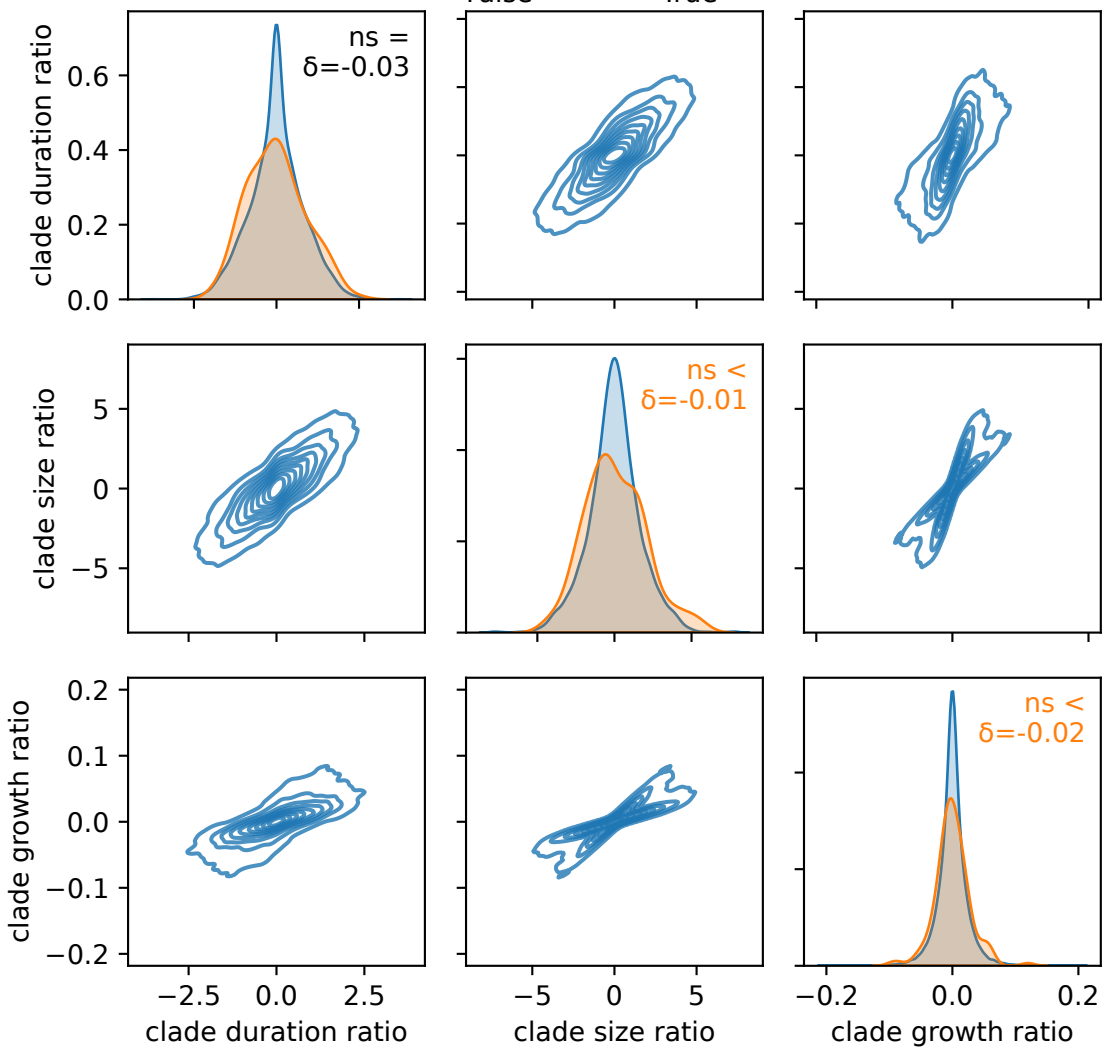 clade duration ratio
0.6
0.4
0.2
0.0
ns =
δ=-0.03
clade size ratio
5
0
−5
ns <
δ=-0.01
clade growth ratio
0.2
0.1
0.0
−0.1
−0.2
ns <
δ=-0.02
−2.5 0.0 2.5
clade duration ratio
−5 0 5
clade size ratio
−0.2 0.0 0.2
clade growth ratio